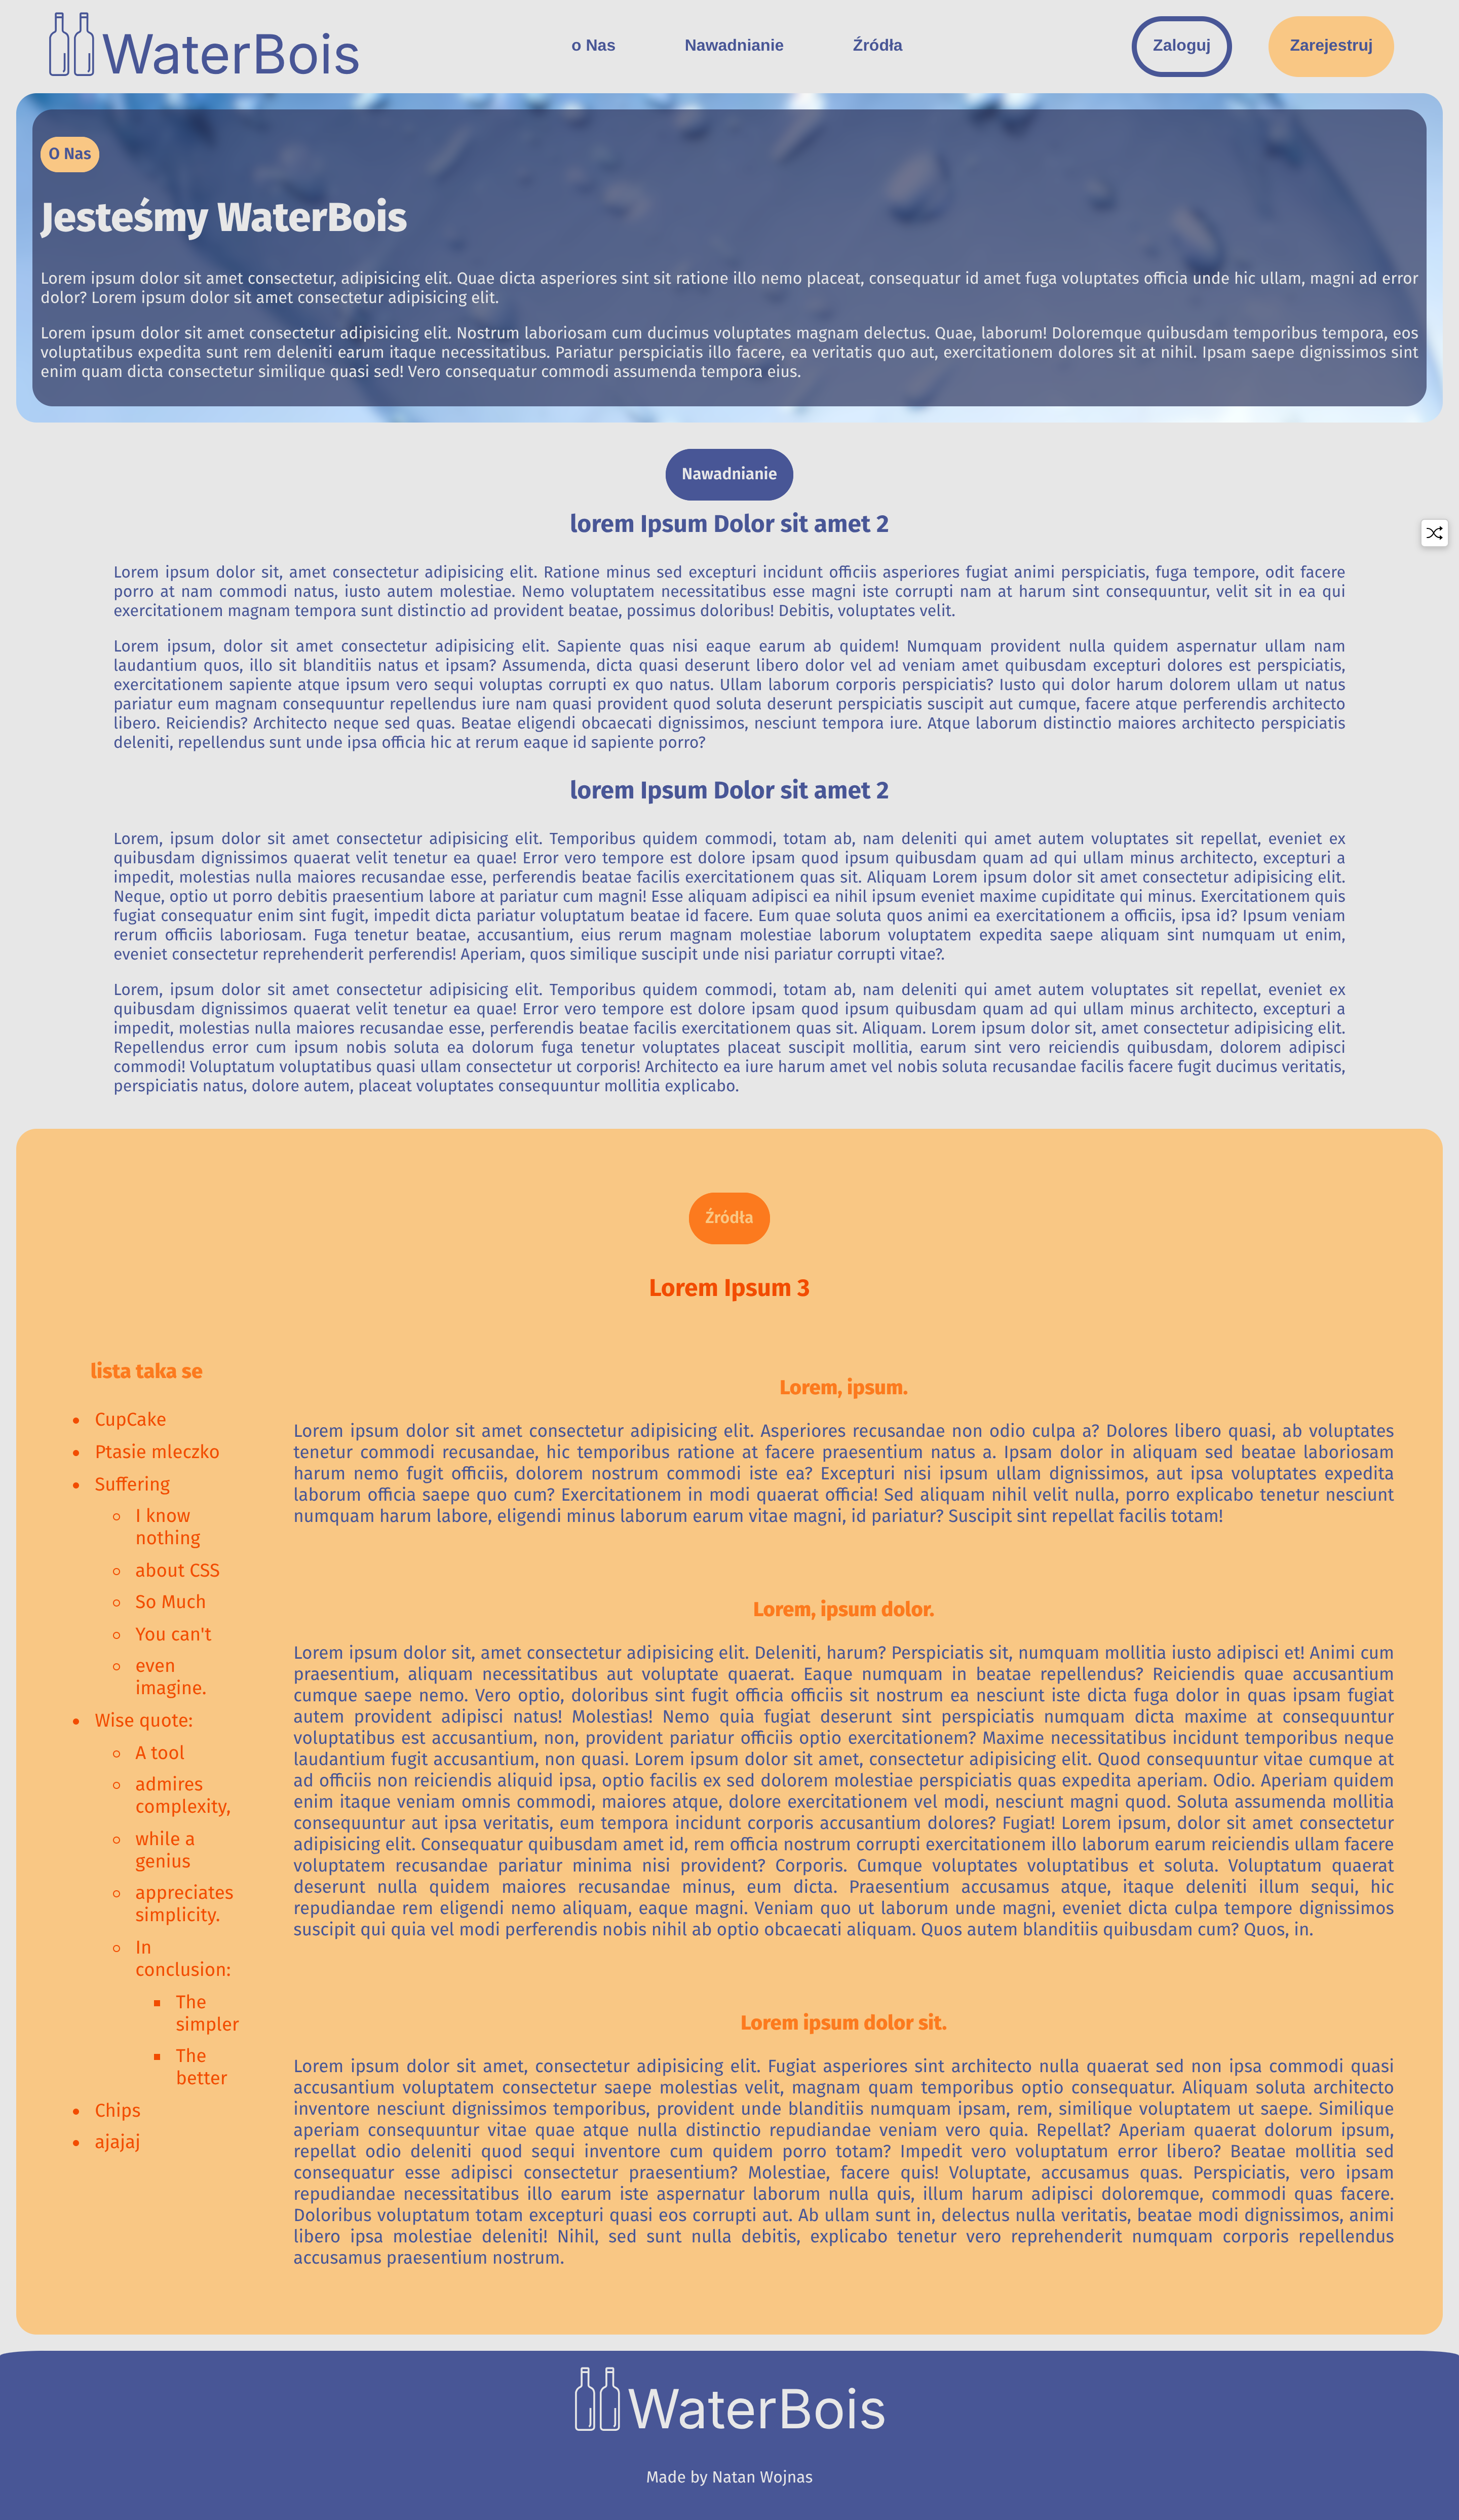 WaterBois
o Nas
Nawadnianie
Źródła
Zaloguj
Zarejestruj
O Nas
Jesteśmy WaterBois
Lorem ipsum dolor sit amet consectetur, adipisicing elit. Quae dicta asperiores sint sit ratione illo nemo placeat, consequatur id amet fuga voluptates officia unde hic ullam, magni ad error
dolor? Lorem ipsum dolor sit amet consectetur adipisicing elit.
Lorem ipsum dolor sit amet consectetur adipisicing elit. Nostrum laboriosam cum ducimus voluptates magnam delectus. Quae, laborum! Doloremque quibusdam temporibus tempora, eos
voluptatibus expedita sunt rem deleniti earum itaque necessitatibus. Pariatur perspiciatis illo facere, ea veritatis quo aut, exercitationem dolores sit at nihil. Ipsam saepe dignissimos sint
enim quam dicta consectetur similique quasi sed! Vero consequatur commodi assumenda tempora eius.
Nawadnianie
lorem Ipsum Dolor sit amet 2
Lorem ipsum dolor sit, amet consectetur adipisicing elit. Ratione minus sed excepturi incidunt officiis asperiores fugiat animi perspiciatis, fuga tempore, odit facere
porro at nam commodi natus, iusto autem molestiae. Nemo voluptatem necessitatibus esse magni iste corrupti nam at harum sint consequuntur, velit sit in ea qui
exercitationem magnam tempora sunt distinctio ad provident beatae, possimus doloribus! Debitis, voluptates velit.
Lorem ipsum, dolor sit amet consectetur adipisicing elit. Sapiente quas nisi eaque earum ab quidem! Numquam provident nulla quidem aspernatur ullam nam
laudantium quos, illo sit blanditiis natus et ipsam? Assumenda, dicta quasi deserunt libero dolor vel ad veniam amet quibusdam excepturi dolores est perspiciatis,
exercitationem sapiente atque ipsum vero sequi voluptas corrupti ex quo natus. Ullam laborum corporis perspiciatis? Iusto qui dolor harum dolorem ullam ut natus
pariatur eum magnam consequuntur repellendus iure nam quasi provident quod soluta deserunt perspiciatis suscipit aut cumque, facere atque perferendis architecto
libero. Reiciendis? Architecto neque sed quas. Beatae eligendi obcaecati dignissimos, nesciunt tempora iure. Atque laborum distinctio maiores architecto perspiciatis
deleniti, repellendus sunt unde ipsa officia hic at rerum eaque id sapiente porro?
lorem Ipsum Dolor sit amet 2
Lorem, ipsum dolor sit amet consectetur adipisicing elit. Temporibus quidem commodi, totam ab, nam deleniti qui amet autem voluptates sit repellat, eveniet ex
quibusdam dignissimos quaerat velit tenetur ea quae! Error vero tempore est dolore ipsam quod ipsum quibusdam quam ad qui ullam minus architecto, excepturi a
impedit, molestias nulla maiores recusandae esse, perferendis beatae facilis exercitationem quas sit. Aliquam Lorem ipsum dolor sit amet consectetur adipisicing elit.
Neque, optio ut porro debitis praesentium labore at pariatur cum magni! Esse aliquam adipisci ea nihil ipsum eveniet maxime cupiditate qui minus. Exercitationem quis
fugiat consequatur enim sint fugit, impedit dicta pariatur voluptatum beatae id facere. Eum quae soluta quos animi ea exercitationem a officiis, ipsa id? Ipsum veniam
rerum officiis laboriosam. Fuga tenetur beatae, accusantium, eius rerum magnam molestiae laborum voluptatem expedita saepe aliquam sint numquam ut enim,
eveniet consectetur reprehenderit perferendis! Aperiam, quos similique suscipit unde nisi pariatur corrupti vitae?.
Lorem, ipsum dolor sit amet consectetur adipisicing elit. Temporibus quidem commodi, totam ab, nam deleniti qui amet autem voluptates sit repellat, eveniet ex
quibusdam dignissimos quaerat velit tenetur ea quae! Error vero tempore est dolore ipsam quod ipsum quibusdam quam ad qui ullam minus architecto, excepturi a
impedit, molestias nulla maiores recusandae esse, perferendis beatae facilis exercitationem quas sit. Aliquam. Lorem ipsum dolor sit, amet consectetur adipisicing elit.
Repellendus error cum ipsum nobis soluta ea dolorum fuga tenetur voluptates placeat suscipit mollitia, earum sint vero reiciendis quibusdam, dolorem adipisci
commodi! Voluptatum voluptatibus quasi ullam consectetur ut corporis! Architecto ea iure harum amet vel nobis soluta recusandae facilis facere fugit ducimus veritatis,
perspiciatis natus, dolore autem, placeat voluptates consequuntur mollitia explicabo.
Źródła
Lorem Ipsum 3
lista taka se
CupCake
Ptasie mleczko
Suffering
I know
nothing
about CSS
So Much
You can't
even
imagine.
Wise quote:
A tool
admires
complexity,
while a
genius
appreciates
simplicity.
In
conclusion:
The
simpler
The
better
Chips
ajajaj
Lorem, ipsum.
Lorem ipsum dolor sit amet consectetur adipisicing elit. Asperiores recusandae non odio culpa a? Dolores libero quasi, ab voluptates
tenetur commodi recusandae, hic temporibus ratione at facere praesentium natus a. Ipsam dolor in aliquam sed beatae laboriosam
harum nemo fugit officiis, dolorem nostrum commodi iste ea? Excepturi nisi ipsum ullam dignissimos, aut ipsa voluptates expedita
laborum officia saepe quo cum? Exercitationem in modi quaerat officia! Sed aliquam nihil velit nulla, porro explicabo tenetur nesciunt
numquam harum labore, eligendi minus laborum earum vitae magni, id pariatur? Suscipit sint repellat facilis totam!
Lorem, ipsum dolor.
Lorem ipsum dolor sit, amet consectetur adipisicing elit. Deleniti, harum? Perspiciatis sit, numquam mollitia iusto adipisci et! Animi cum
praesentium, aliquam necessitatibus aut voluptate quaerat. Eaque numquam in beatae repellendus? Reiciendis quae accusantium
cumque saepe nemo. Vero optio, doloribus sint fugit officia officiis sit nostrum ea nesciunt iste dicta fuga dolor in quas ipsam fugiat
autem provident adipisci natus! Molestias! Nemo quia fugiat deserunt sint perspiciatis numquam dicta maxime at consequuntur
voluptatibus est accusantium, non, provident pariatur officiis optio exercitationem? Maxime necessitatibus incidunt temporibus neque
laudantium fugit accusantium, non quasi. Lorem ipsum dolor sit amet, consectetur adipisicing elit. Quod consequuntur vitae cumque at
ad officiis non reiciendis aliquid ipsa, optio facilis ex sed dolorem molestiae perspiciatis quas expedita aperiam. Odio. Aperiam quidem
enim itaque veniam omnis commodi, maiores atque, dolore exercitationem vel modi, nesciunt magni quod. Soluta assumenda mollitia
consequuntur aut ipsa veritatis, eum tempora incidunt corporis accusantium dolores? Fugiat! Lorem ipsum, dolor sit amet consectetur
adipisicing elit. Consequatur quibusdam amet id, rem officia nostrum corrupti exercitationem illo laborum earum reiciendis ullam facere
voluptatem recusandae pariatur minima nisi provident? Corporis. Cumque voluptates voluptatibus et soluta. Voluptatum quaerat
deserunt nulla quidem maiores recusandae minus, eum dicta. Praesentium accusamus atque, itaque deleniti illum sequi, hic
repudiandae rem eligendi nemo aliquam, eaque magni. Veniam quo ut laborum unde magni, eveniet dicta culpa tempore dignissimos
suscipit qui quia vel modi perferendis nobis nihil ab optio obcaecati aliquam. Quos autem blanditiis quibusdam cum? Quos, in.
Lorem ipsum dolor sit.
Lorem ipsum dolor sit amet, consectetur adipisicing elit. Fugiat asperiores sint architecto nulla quaerat sed non ipsa commodi quasi
accusantium voluptatem consectetur saepe molestias velit, magnam quam temporibus optio consequatur. Aliquam soluta architecto
inventore nesciunt dignissimos temporibus, provident unde blanditiis numquam ipsam, rem, similique voluptatem ut saepe. Similique
aperiam consequuntur vitae quae atque nulla distinctio repudiandae veniam vero quia. Repellat? Aperiam quaerat dolorum ipsum,
repellat odio deleniti quod sequi inventore cum quidem porro totam? Impedit vero voluptatum error libero? Beatae mollitia sed
consequatur esse adipisci consectetur praesentium? Molestiae, facere quis! Voluptate, accusamus quas. Perspiciatis, vero ipsam
repudiandae necessitatibus illo earum iste aspernatur laborum nulla quis, illum harum adipisci doloremque, commodi quas facere.
Doloribus voluptatum totam excepturi quasi eos corrupti aut. Ab ullam sunt in, delectus nulla veritatis, beatae modi dignissimos, animi
libero ipsa molestiae deleniti! Nihil, sed sunt nulla debitis, explicabo tenetur vero reprehenderit numquam corporis repellendus
accusamus praesentium nostrum.
WaterBois
Made by Natan Wojnas